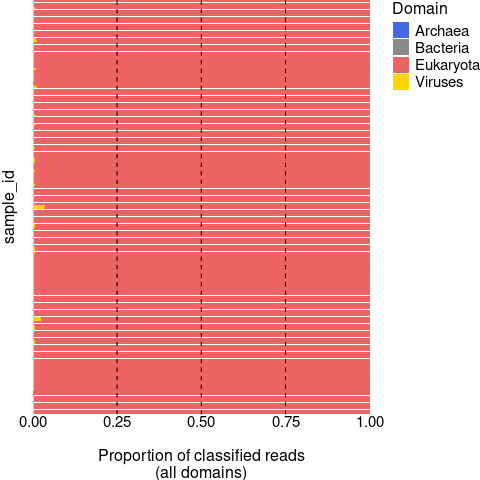 Domain
Archaea
Bacteria
Eukaryota
Viruses
sample_id
0.00 0.25 0.50 0.75 1.00
Proportion of classified reads
(all domains)